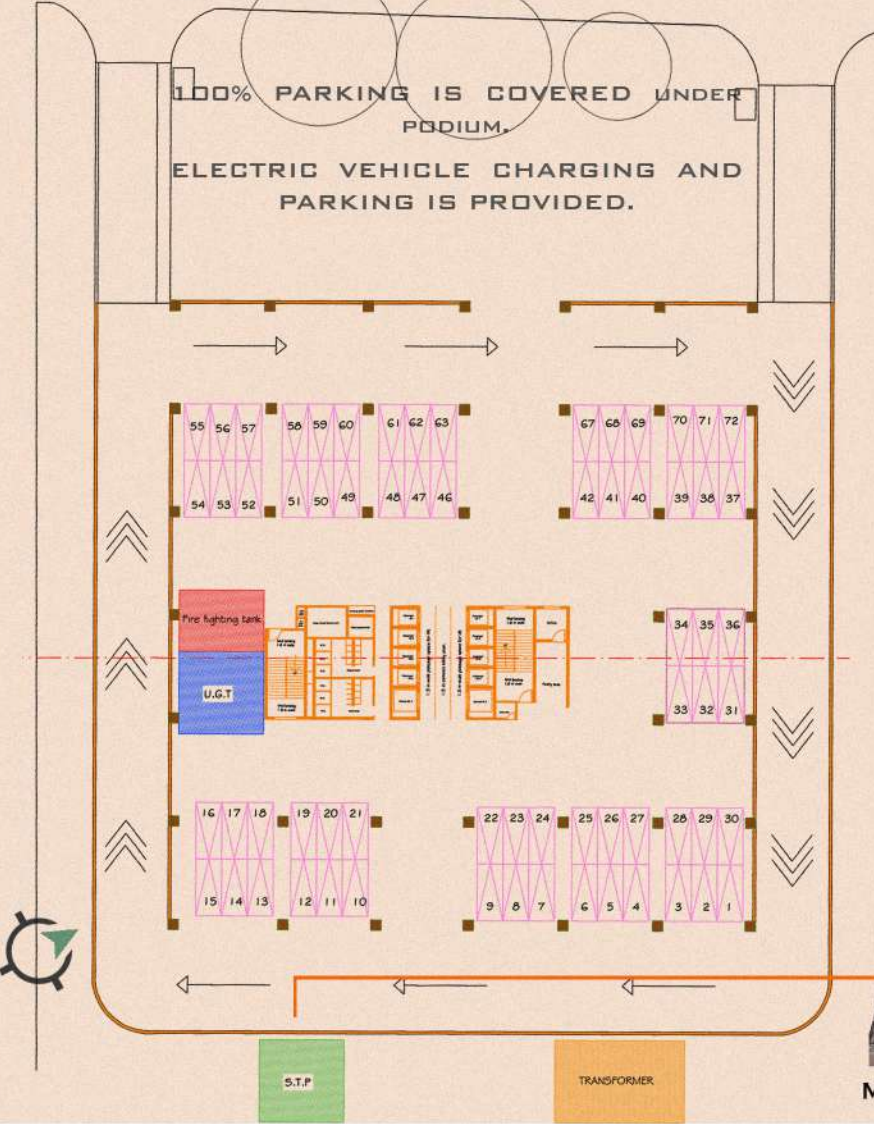 100% PARKING IS COVERED UNDER
PODIUM.
ELECTRIC VEHICLE CHARGING AND
PARKING IS PROVIDED.
55 56 57 58 59 60 61 62 63 67 68 69 70 71 72
54 53 52 51 50 49 48 47 46 42 41 40 39 38 37
Fire fighting tank
34 35 36
U.G.T
33 32 31
16 17 18 19 20 21 22 23 24 25 26 27 28 29 30
15 14 13 12 11 10 9 8 7 6 5 4 3 2 1
S.T.P
TRANSFORMER
M